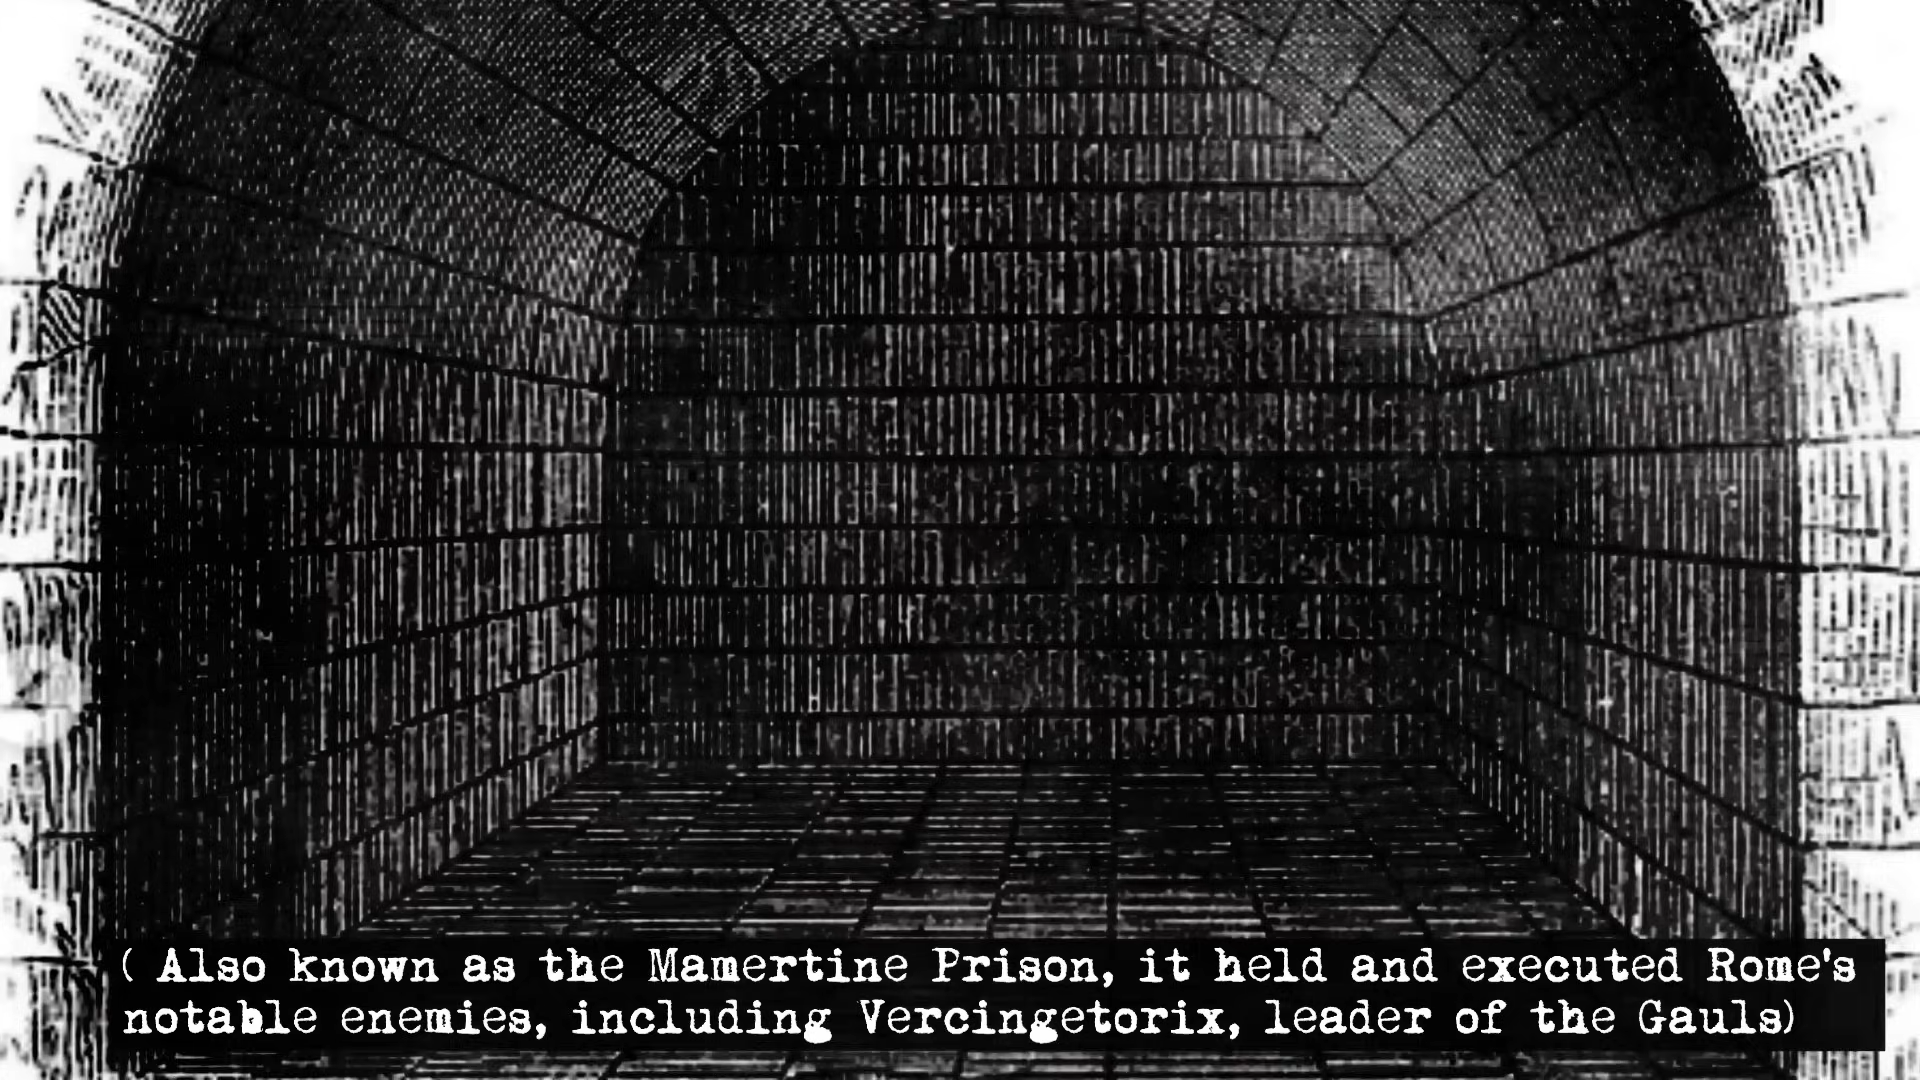 ( Also known as the Mamertine Prison, it held and executed Rome's
notable enemies, including Vercingetorix, leader of the Gauls)